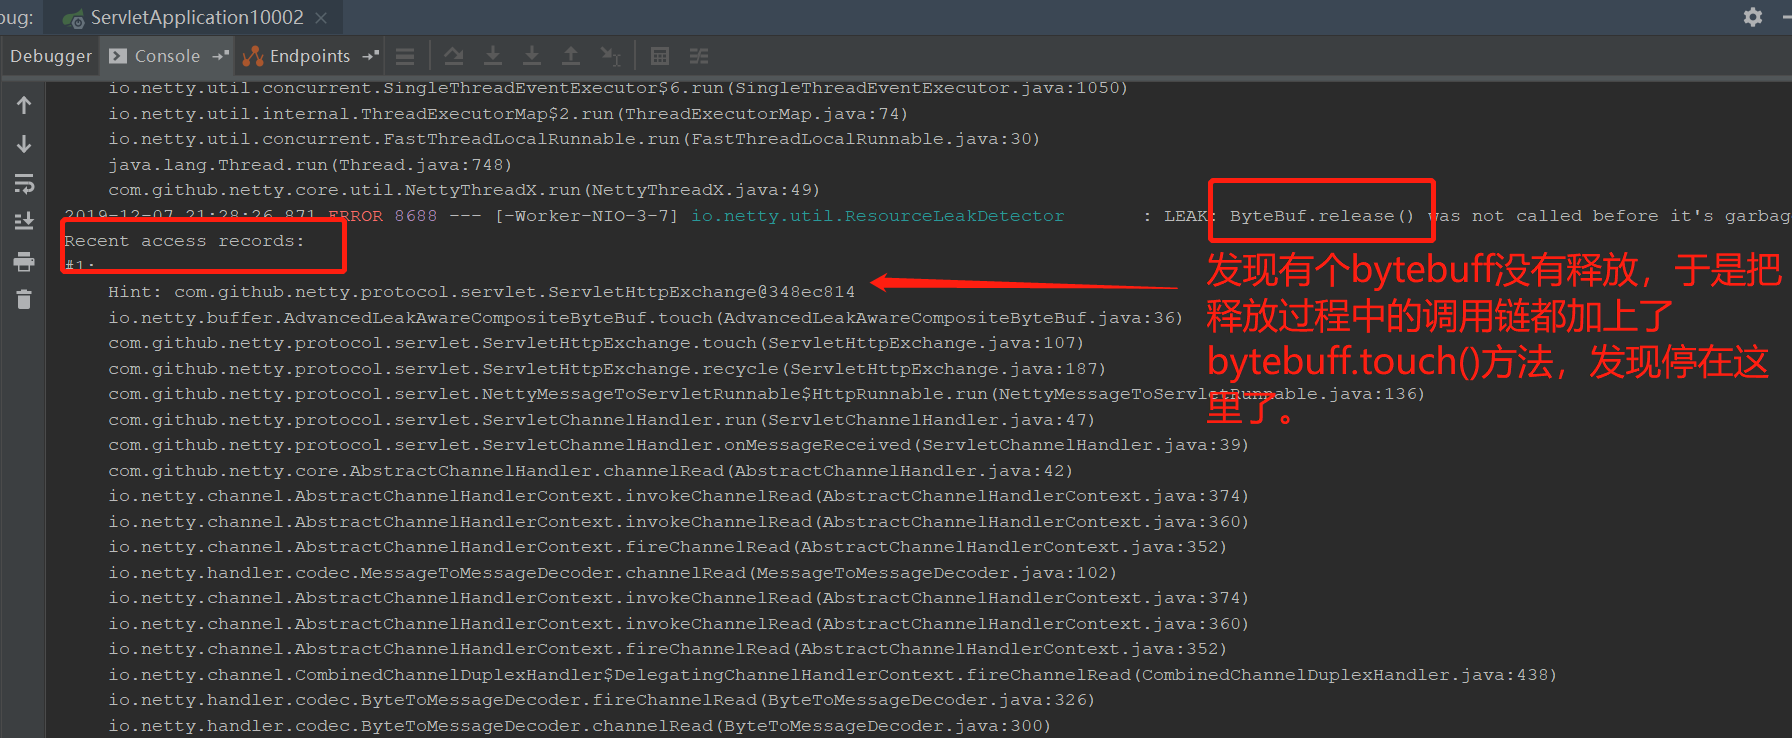 bug:
ServletApplication10002
Debugger
Console
Endpoints
io.netty.util.concurrent.SingleThreadEventExecutor$6.run(SingleThreadEventExecutor.java:1050)
io.netty.util.internal.ThreadExecutorMap$2.run(ThreadExecutorMap.java:74)
io.netty.util.concurrent.FastThreadLocalRunnable.run(FastThreadLocalRunnable.java:30)
java.lang.Thread.run(Thread.java:748)
com.github.netty.core.util.NettyThreadX.run(NettyThreadX.java:49)
2019-12-07 21:28:26.871 ERROR 8688 --- [-Worker-NIO-3-7] io.netty.util.ResourceLeakDetector : LEAK: ByteBuf.release() was not called before it's garbag
Recent access records:
#1:
Hint: com.github.netty.protocol.servlet.ServletHttpExchange@348ec814
io.netty.buffer.AdvancedLeakAwareCompositeByteBuf.touch(AdvancedLeakAwareCompositeByteBuf.java:36)
com.github.netty.protocol.servlet.ServletHttpExchange.touch(ServletHttpExchange.java:107)
com.github.netty.protocol.servlet.ServletHttpExchange.recycle(ServletHttpExchange.java:187)
com.github.netty.protocol.servlet.NettyMessageToServletRunnable$HttpRunnable.run(NettyMessageToServletRunnable.java:136)
com.github.netty.protocol.servlet.ServletChannelHandler.run(ServletChannelHandler.java:47)
com.github.netty.protocol.servlet.ServletChannelHandler.onMessageReceived(ServletChannelHandler.java:39)
com.github.netty.core.AbstractChannelHandler.channelRead(AbstractChannelHandler.java:42)
io.netty.channel.AbstractChannelHandlerContext.invokeChannelRead(AbstractChannelHandlerContext.java:374)
io.netty.channel.AbstractChannelHandlerContext.invokeChannelRead(AbstractChannelHandlerContext.java:360)
io.netty.channel.AbstractChannelHandlerContext.fireChannelRead(AbstractChannelHandlerContext.java:352)
io.netty.handler.codec.MessageToMessageDecoder.channelRead(MessageToMessageDecoder.java:102)
io.netty.channel.AbstractChannelHandlerContext.invokeChannelRead(AbstractChannelHandlerContext.java:374)
io.netty.channel.AbstractChannelHandlerContext.invokeChannelRead(AbstractChannelHandlerContext.java:360)
io.netty.channel.AbstractChannelHandlerContext.fireChannelRead(AbstractChannelHandlerContext.java:352)
io.netty.channel.CombinedChannelDuplexHandler$DelegatingChannelHandlerContext.fireChannelRead(CombinedChannelDuplexHandler.java:438)
io.netty.handler.codec.ByteToMessageDecoder.fireChannelRead(ByteToMessageDecoder.java:326)
io.netty.handler.codec.ByteToMessageDecoder.channelRead(ByteToMessageDecoder.java:300)
发现有个bytebuff没有释放，于是把
释放过程中的调用链都加上了
bytebuff.touch()方法，发现停在这
里了。